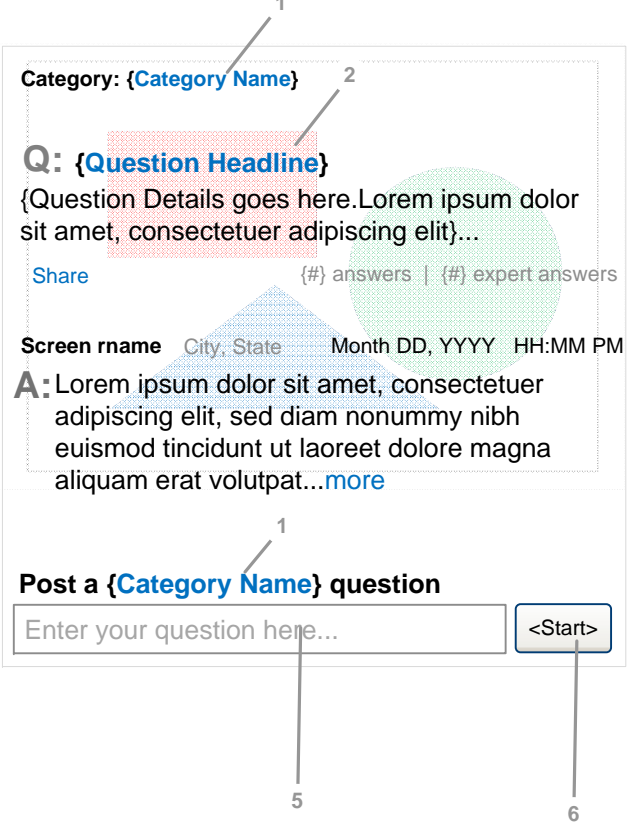 1
Category: {Category Name}
2
Q: {Question Headline}
{Question Details goes here.Lorem ipsum dolor
sit amet, consectetuer adipiscing elit}...
Share {#} answers | {#} expert answers
Screen rname City, State Month DD, YYYY HH:MM PM
A: Lorem ipsum dolor sit amet, consectetuer
adipiscing elit, sed diam nonummy nibh
euismod tincidunt ut laoreet dolore magna
aliquam erat volutpat...more
1
Post a {Category Name} question
Enter your question here... <Start>
5
6